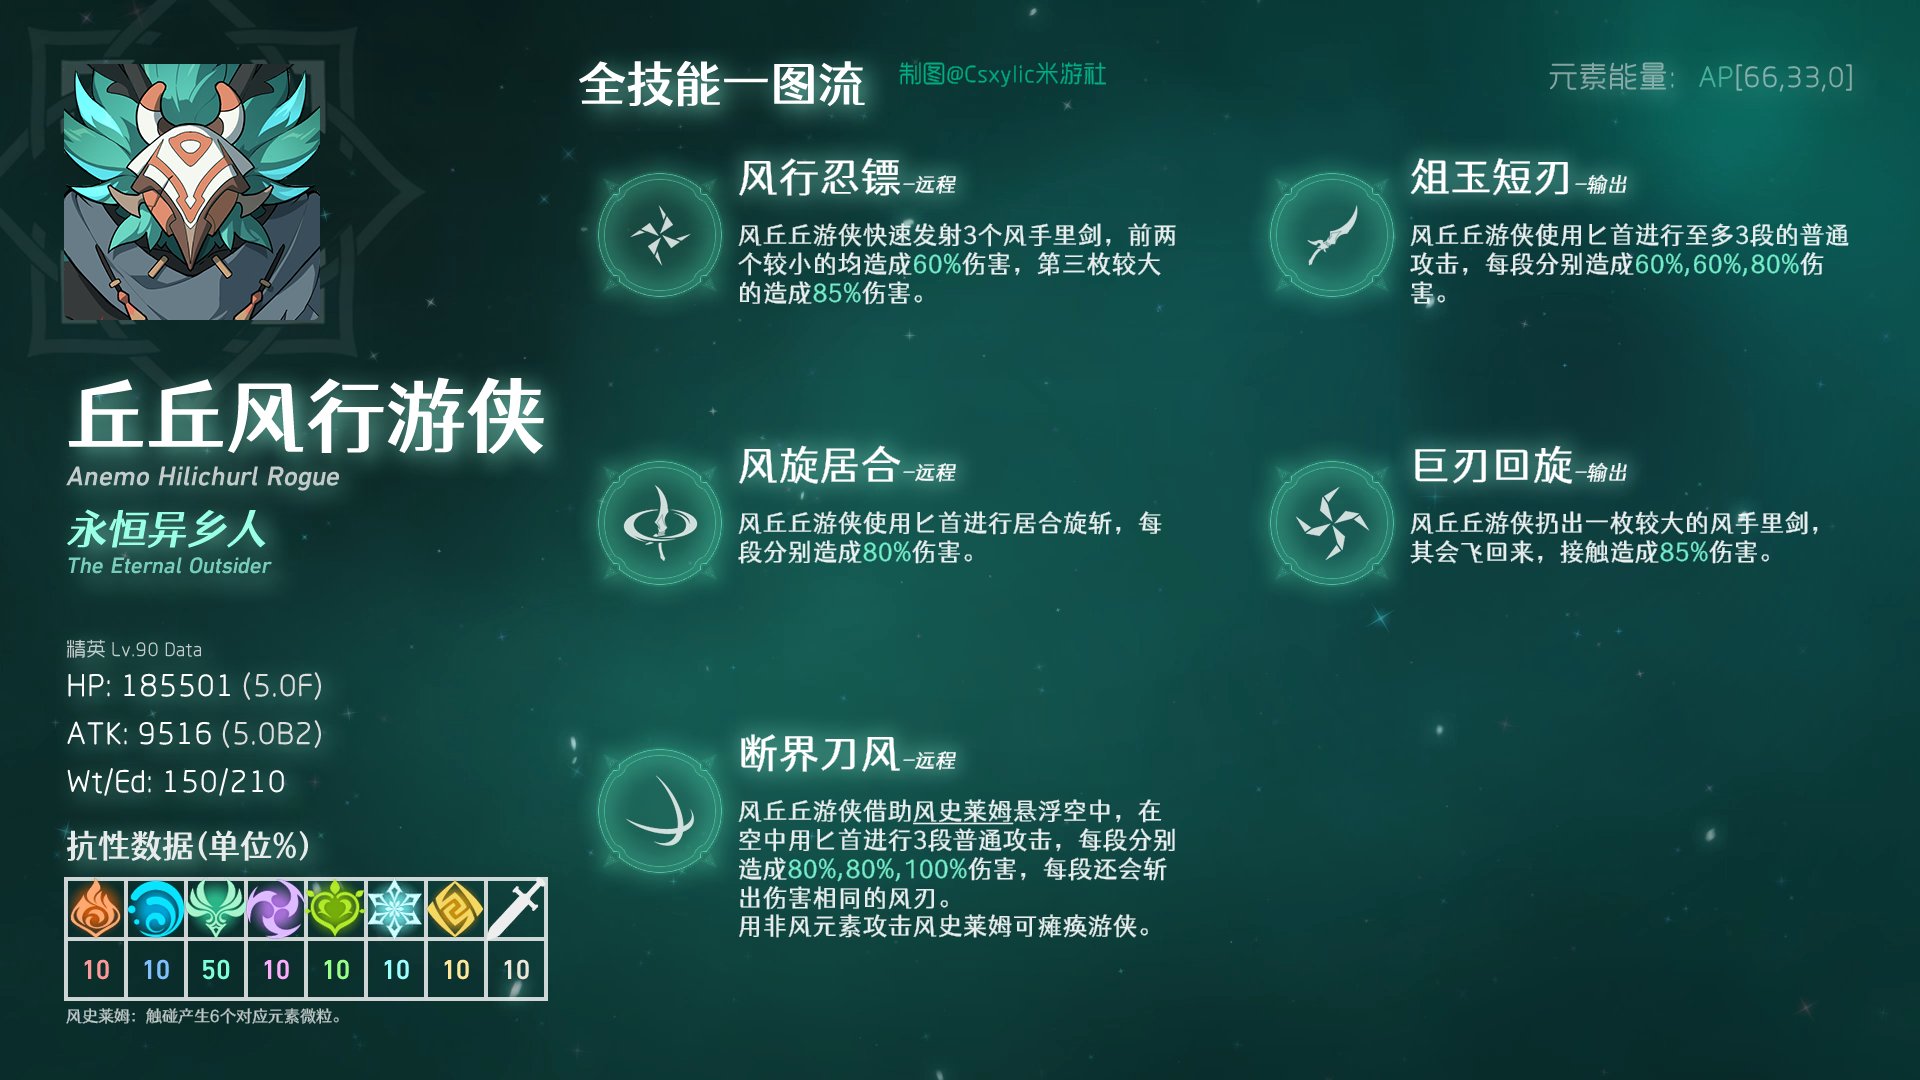 全技能一图流
制图@Csxylic米游社
元素能量: AP[66,33,0]
丘丘风行游侠
Anemo Hilichurl Rogue
永恒异乡人
The Eternal Outsider
精英 Lv.90 Data
HP: 185501 (5.0F)
ATK: 9516 (5.0B2)
Wt/Ed: 150/210
抗性数据(单位%)
10 10 50 10 10 10 10 10
风史莱姆：触碰产生6个对应元素微粒。
风行忍镖-远程
风丘丘游侠快速发射3个风手里剑，前两
个较小的均造成60%伤害，第三枚较大
的造成85%伤害。
俎玉短刃-输出
风丘丘游侠使用匕首进行至多3段的普通
攻击，每段分别造成60%,60%,80%伤
害。
风旋居合-远程
风丘丘游侠使用匕首进行居合旋斩，每
段分别造成80%伤害。
巨刃回旋-输出
风丘丘游侠扔出一枚较大的风手里剑，
其会飞回来，接触造成85%伤害。
断界刀风-远程
风丘丘游侠借助风史莱姆悬浮空中，在
空中用匕首进行3段普通攻击，每段分别
造成80%,80%,100%伤害，每段还会斩
出伤害相同的风刃。
用非风元素攻击风史莱姆可瘫痪游侠。